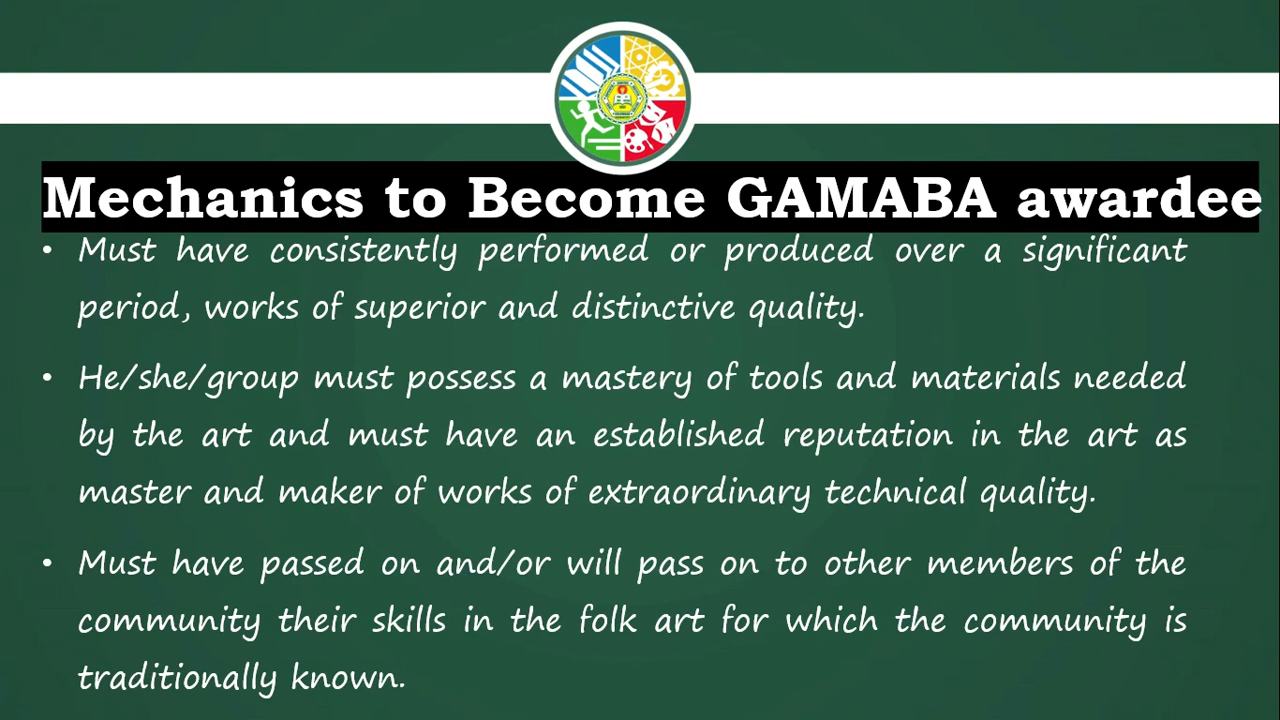 Mechanics to Become GAMABA awardee
• Must have consistently performed or produced over a significant
period, works of superior and distinctive quality.
• He/she/group must possess a mastery of tools and materials needed
by the art and must have an established reputation in the art as
master and maker of works of extraordinary technical quality.
• Must have passed on and/or will pass on to other members of the
community their skills in the folk art for which the community is
traditionally known.